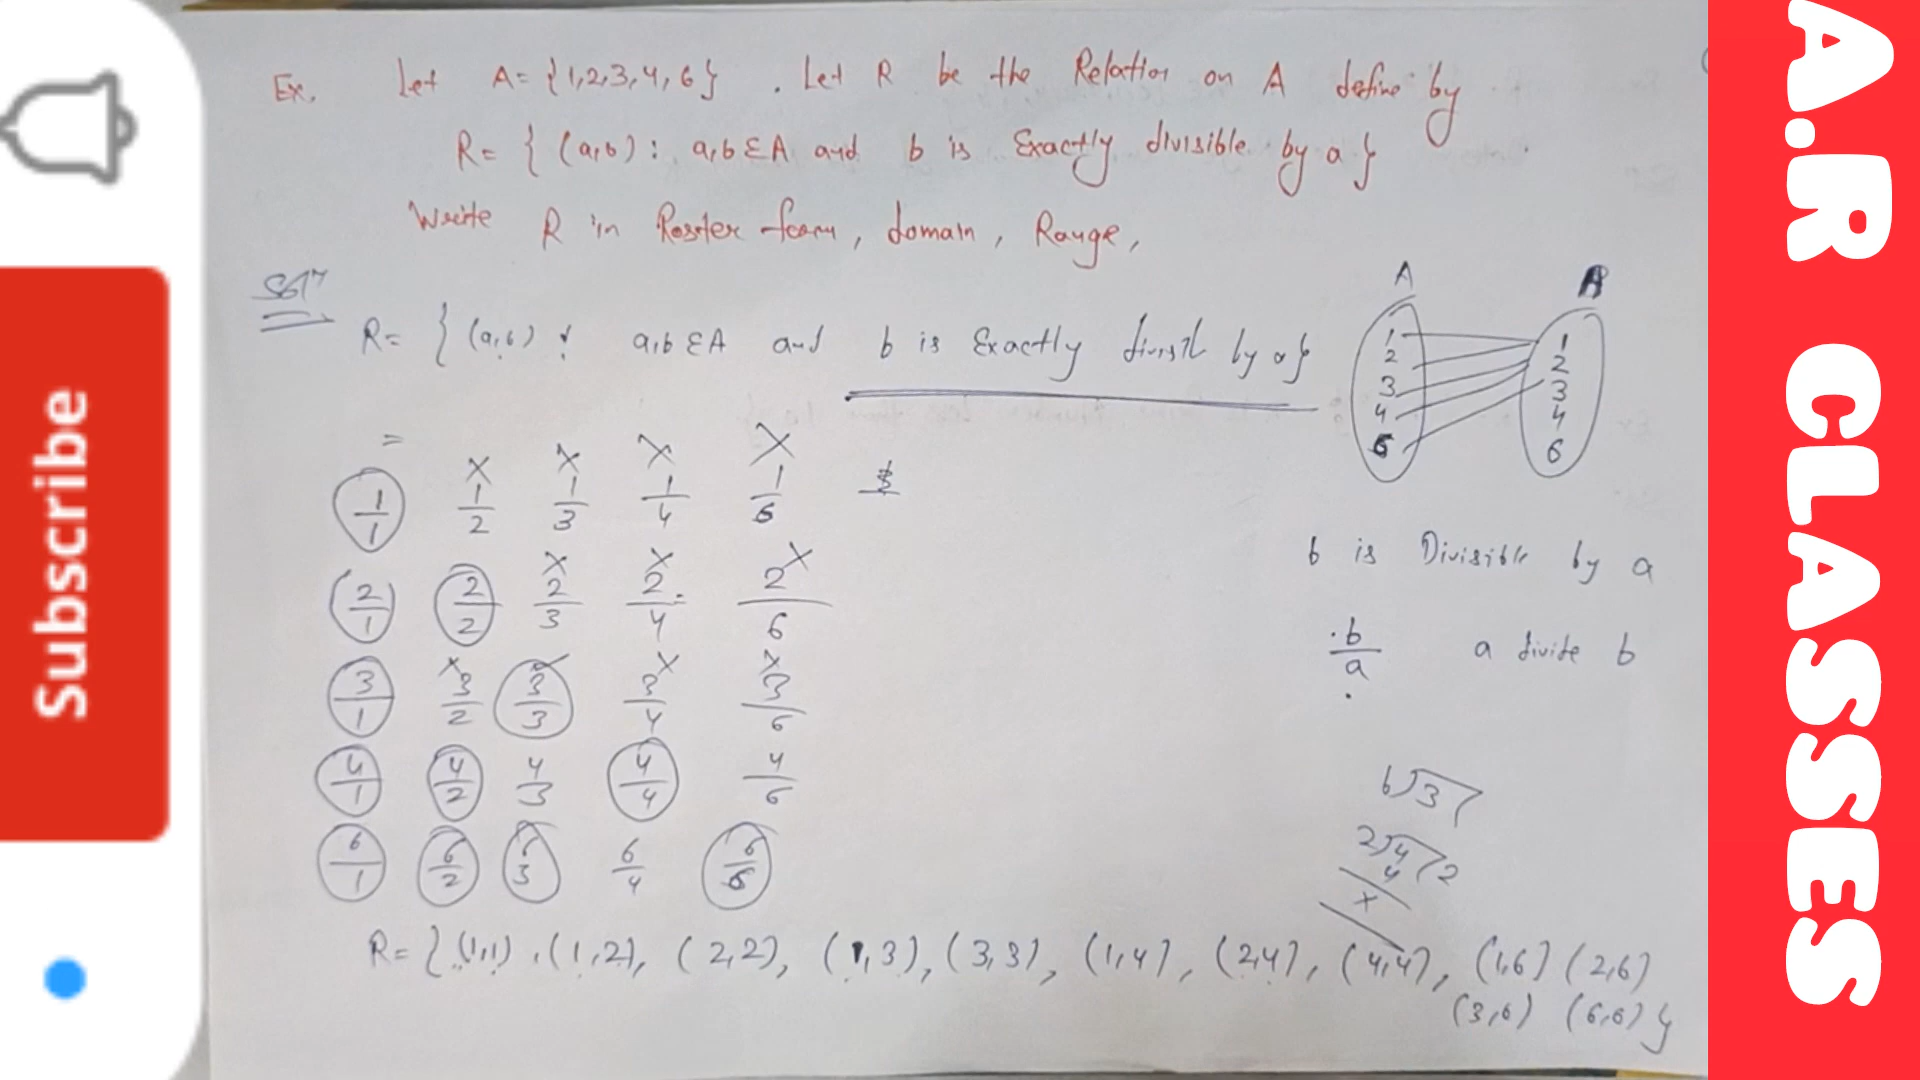 Ex. Let A= {1,2,3,4,6} . Let R be the Relation on A define by
R= { (a,b) : a,b ∈ A and b is Exactly divisible by a }
Write R in Roster form, domain, Range,
Sol^n
R= { (a,b) : a,b ∈ A and b is Exactly by a }
A
1
2
3
4
6
1
2
3
4
6
=
1/1 1/2 1/3 1/4 1/6
2/1 2/2 2/3 2/4 2/6
3/1 3/2 3/3 3/4 3/6
4/1 4/2 4/3 4/4 4/6
6/1 6/2 6/3 6/4 6/6
b is Divisible by a
b/a a divide b
6)3(
2)4(2
4
x
R= {(1,1), (1,2), (2,2), (1,3), (3,3), (1,4), (2,4), (4,4), (1,6) (2,6)
(3,6) (6,6) }
Subscribe
A.R CLASSES